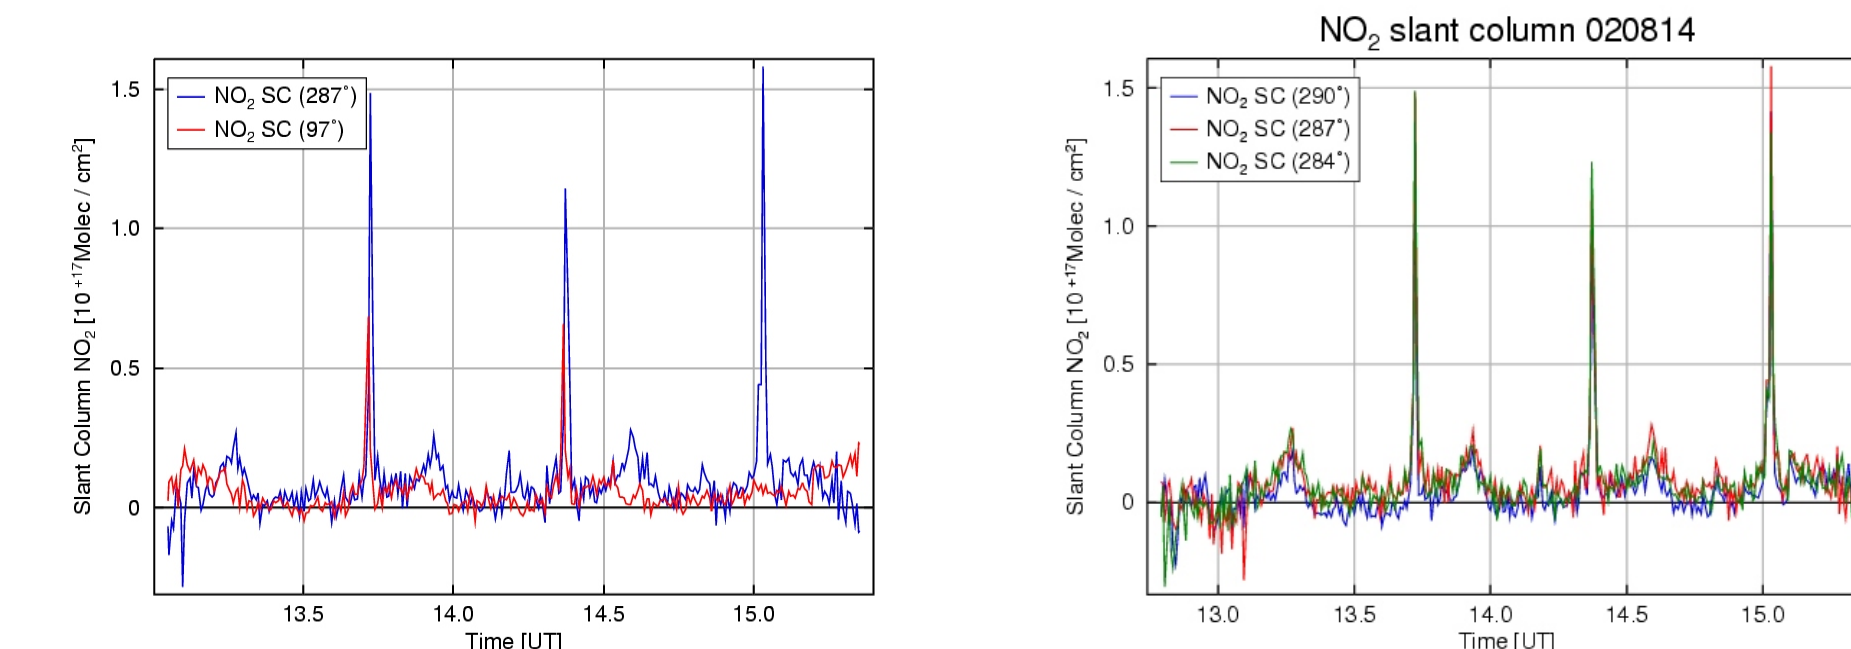 1.5
1.0
0.5
0
Slant Column NO2 [10+17Molec / cm2]
NO2 SC (287°)
NO2 SC (97°)
13.5 14.0 14.5 15.0
Time [UT]
NO2 slant column 020814
1.5
1.0
0.5
0
Slant Column NO2 [10+17Molec / cm2]
NO2 SC (290°)
NO2 SC (287°)
NO2 SC (284°)
13.0 13.5 14.0 14.5 15.0
Time [UT]